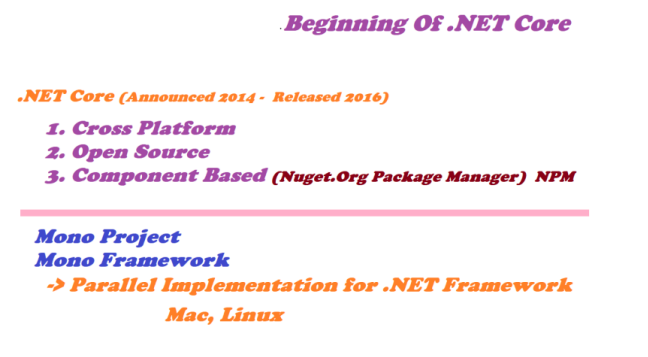 .Beginning Of .NET Core
.NET Core (Announced 2014 - Released 2016)
1. Cross Platform
2. Open Source
3. Component Based (Nuget.Org Package Manager) NPM
Mono Project
Mono Framework
-> Parallel Implementation for .NET Framework
Mac, Linux